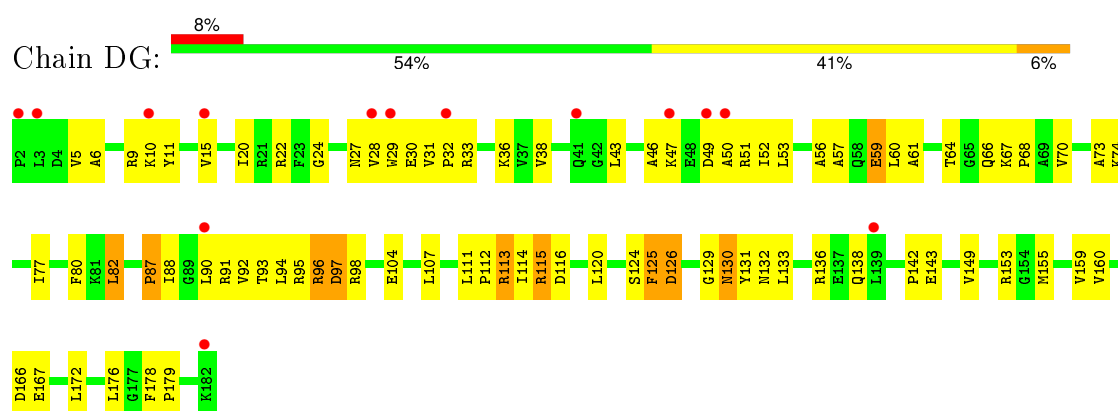 8%
Chain DG:
54% 41% 6%
P2 L3 D4 V5 A6 R9 K10 Y11 V15 I20 R21 R22 F23 G24 N27 V28 W29 E30 V31 P32 R33 K36 V37 V38 Q41 G42 L43 A46 K47 E48 D49 A50 R51 I52 L53 A56 A57 Q58 E59 L60 A61 T64 G65 Q66 K67 P68 A69 V70 A73 K74
I77 F80 K81 L82 P87 I88 G89 L90 R91 V92 T93 L94 R95 R96 D97 R98 E104 L107 L111 P112 R113 I114 R115 D116 L120 S124 F125 D126 G129 N130 Y131 N132 L133 R136 E137 Q138 L139 P142 E143 V149 R153 G154 M155 V159 V160
D166 E167 L172 L176 G177 F178 P179 K182